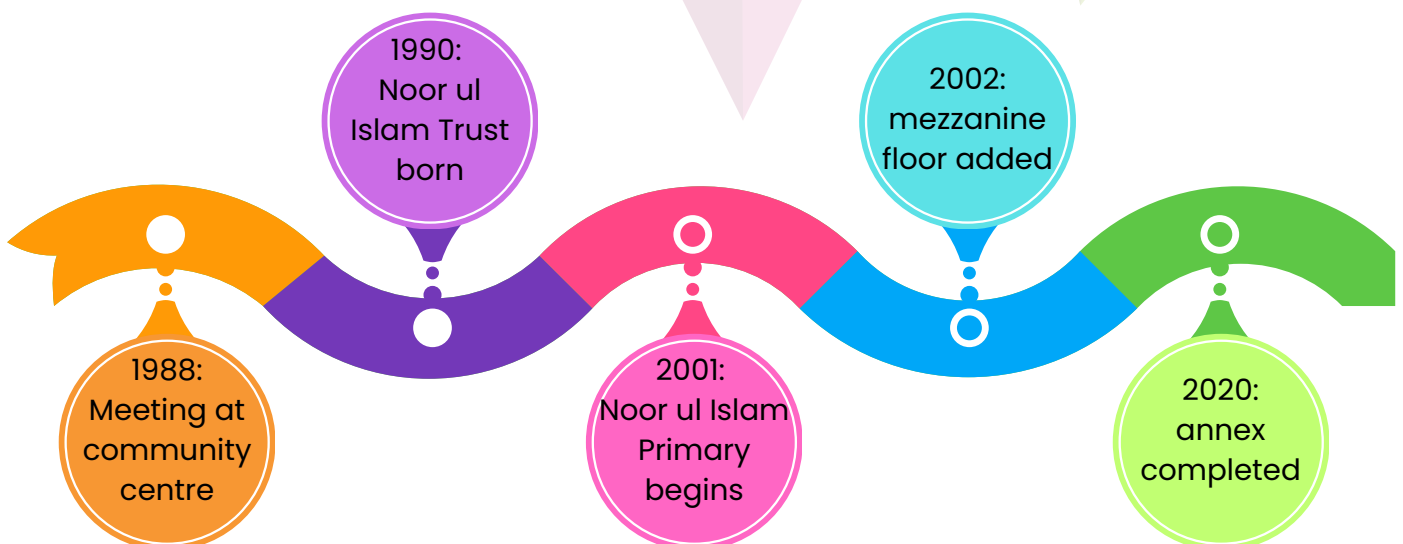 1988:
Meeting at
community
centre
1990:
Noor ul
Islam Trust
born
2001:
Noor ul Islam
Primary
begins
2002:
mezzanine
floor added
2020:
annex
completed